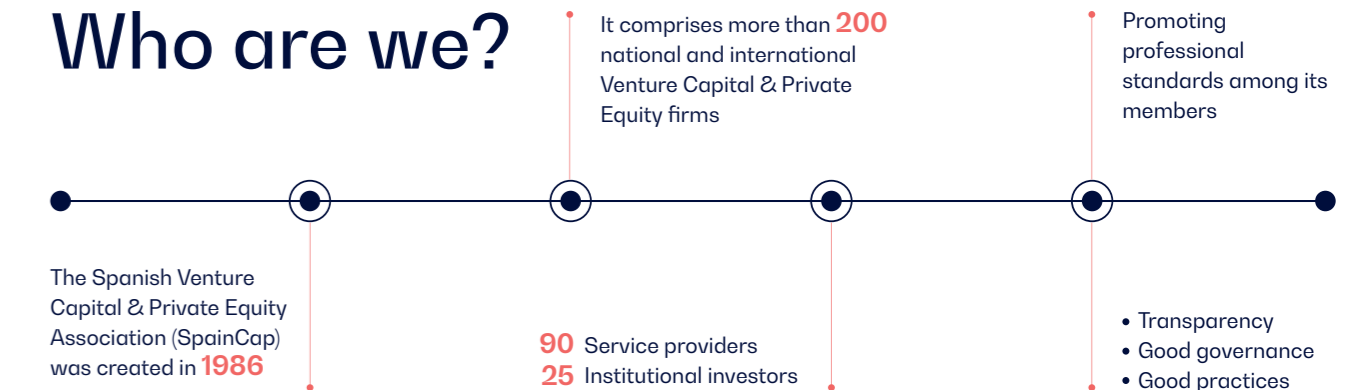 Who are we?
It comprises more than 200
national and international
Venture Capital & Private
Equity firms
Promoting
professional
standards among its
members
The Spanish Venture
Capital & Private Equity
Association (SpainCap)
was created in 1986
90 Service providers
25 Institutional investors
• Transparency
• Good governance
• Good practices